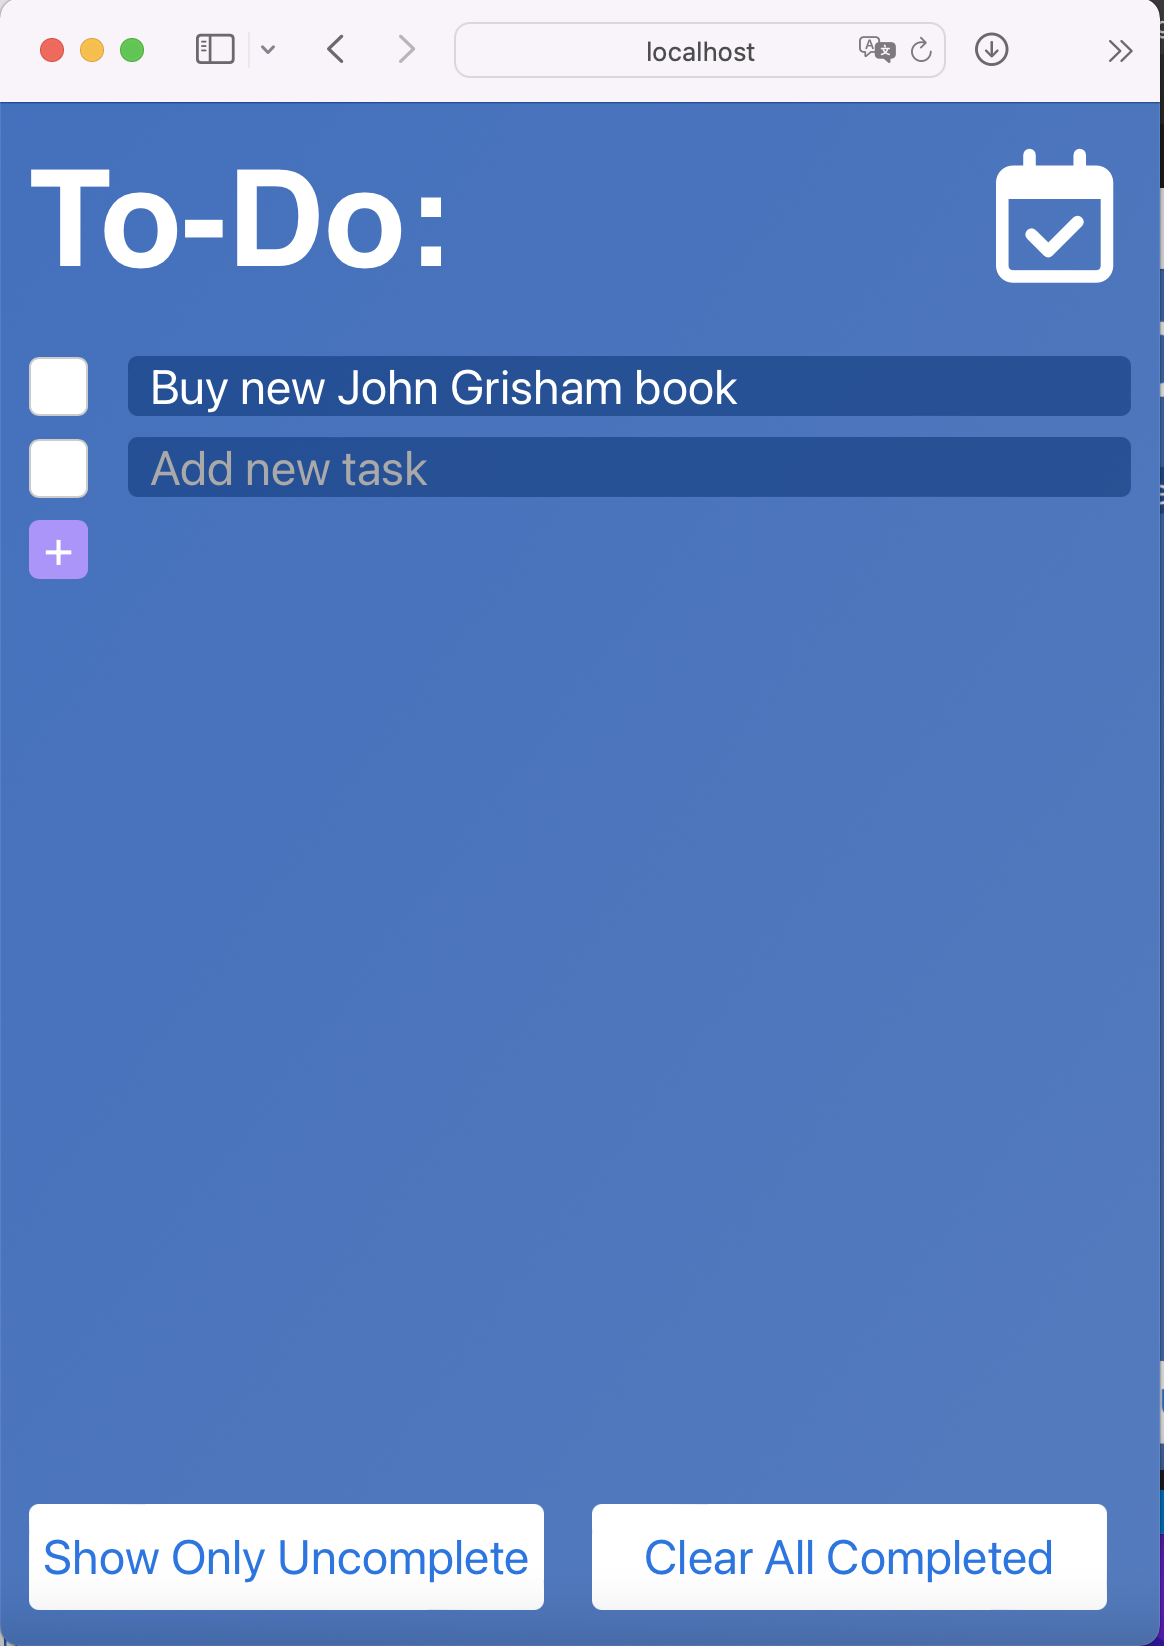 localhost
To-Do:
Buy new John Grisham book
Add new task
+
Show Only Uncomplete
Clear All Completed